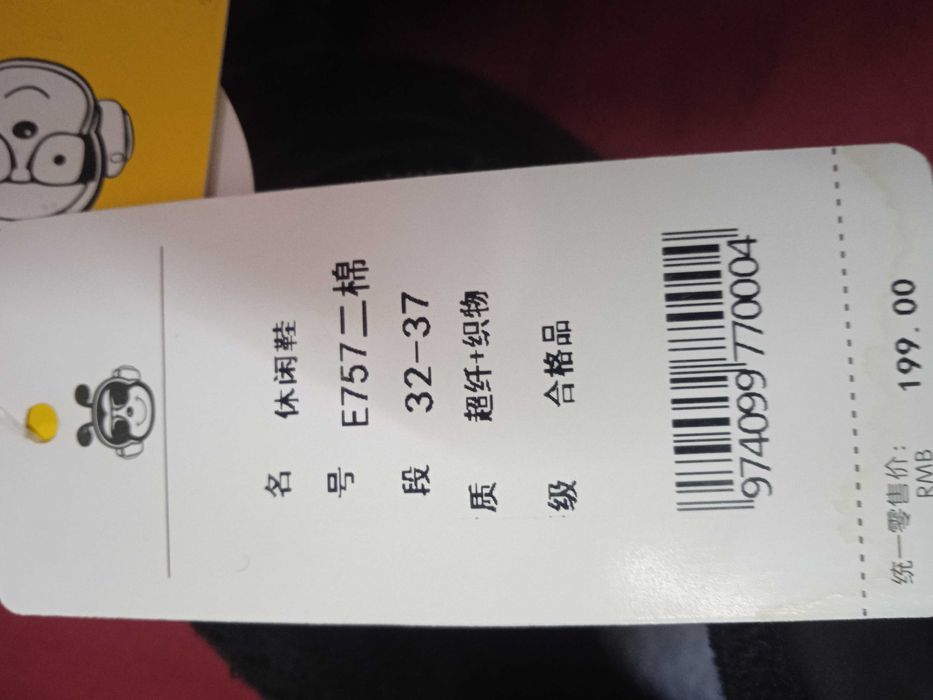 名 休闲鞋
号 E757二棉
段 32-37
质 超纤+织物
级 合格品
974099770004
统一零售价: 199.00
RMB